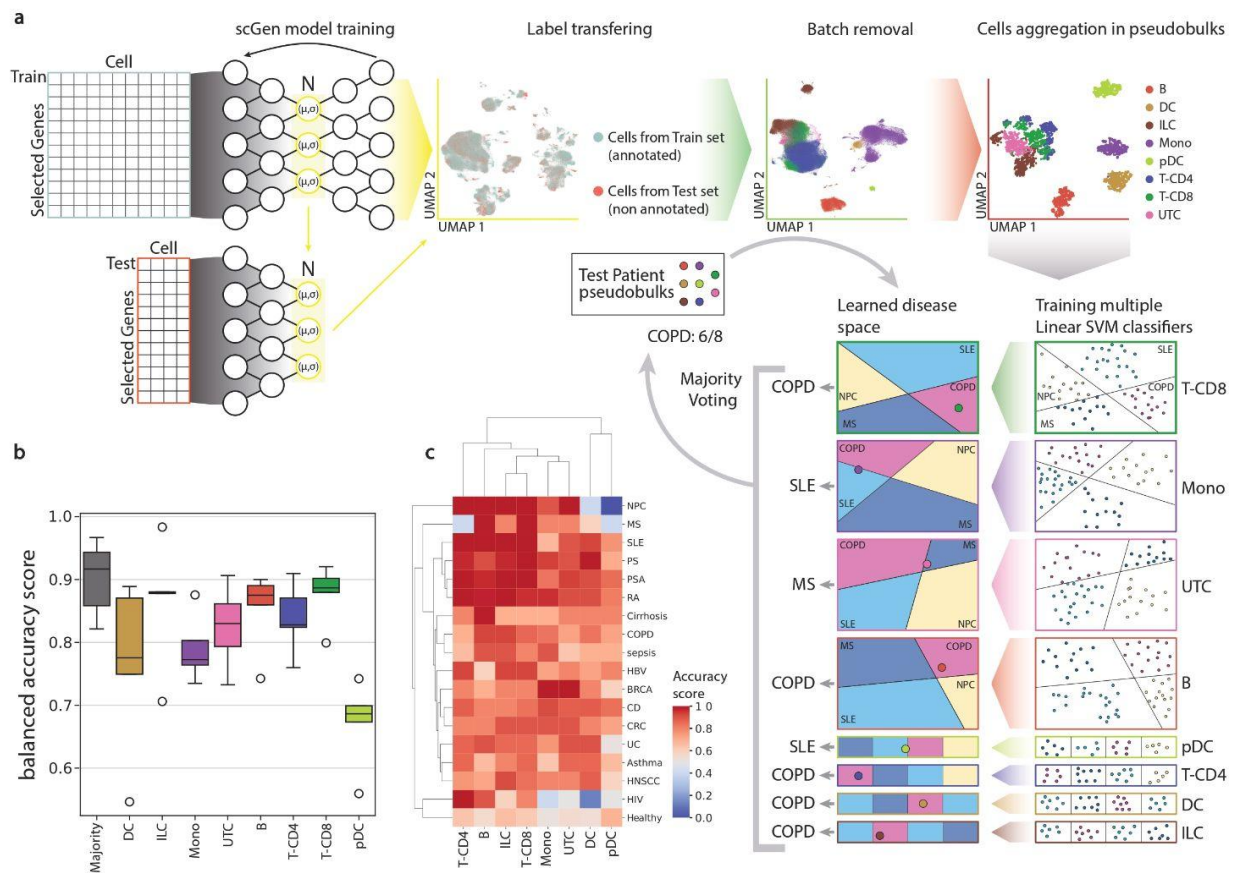 a
scGen model training
Label transfering
Batch removal
Cells aggregation in pseudobulks
Cell
Train
Selected Genes
N
(μ,σ)
(μ,σ)
(μ,σ)
UMAP 2
UMAP 1
Cells from Train set
(annotated)
Cells from Test set
(non annotated)
UMAP 2
UMAP 1
UMAP 2
UMAP 1
B
DC
ILC
Mono
pDC
T-CD4
T-CD8
UTC
Cell
Test
Selected Genes
N
(μ,σ)
(μ,σ)
(μ,σ)
Test Patient
pseudobulks
COPD: 6/8
Majority
Voting
Learned disease
space
Training multiple
Linear SVM classifiers
COPD
SLE
COPD
NPC
MS
SLE
COPD
NPC
MS
T-CD8
SLE
COPD
NPC
SLE
MS
Mono
MS
COPD
MS
SLE
NPC
UTC
COPD
MS
COPD
NPC
SLE
B
SLE
pDC
COPD
T-CD4
COPD
DC
COPD
ILC
b
balanced accuracy score
1.0
0.9
0.8
0.7
0.6
Majority
DC
ILC
Mono
UTC
B
T-CD4
T-CD8
pDC
c
NPC
MS
SLE
PS
PSA
RA
Cirrhosis
COPD
sepsis
HBV
BRCA
CD
CRC
UC
Asthma
HNSCC
HIV
Healthy
T-CD4
B
ILC
T-CD8
Mono
UTC
DC
pDC
Accuracy
score
1.0
0.8
0.6
0.4
0.2
0.0